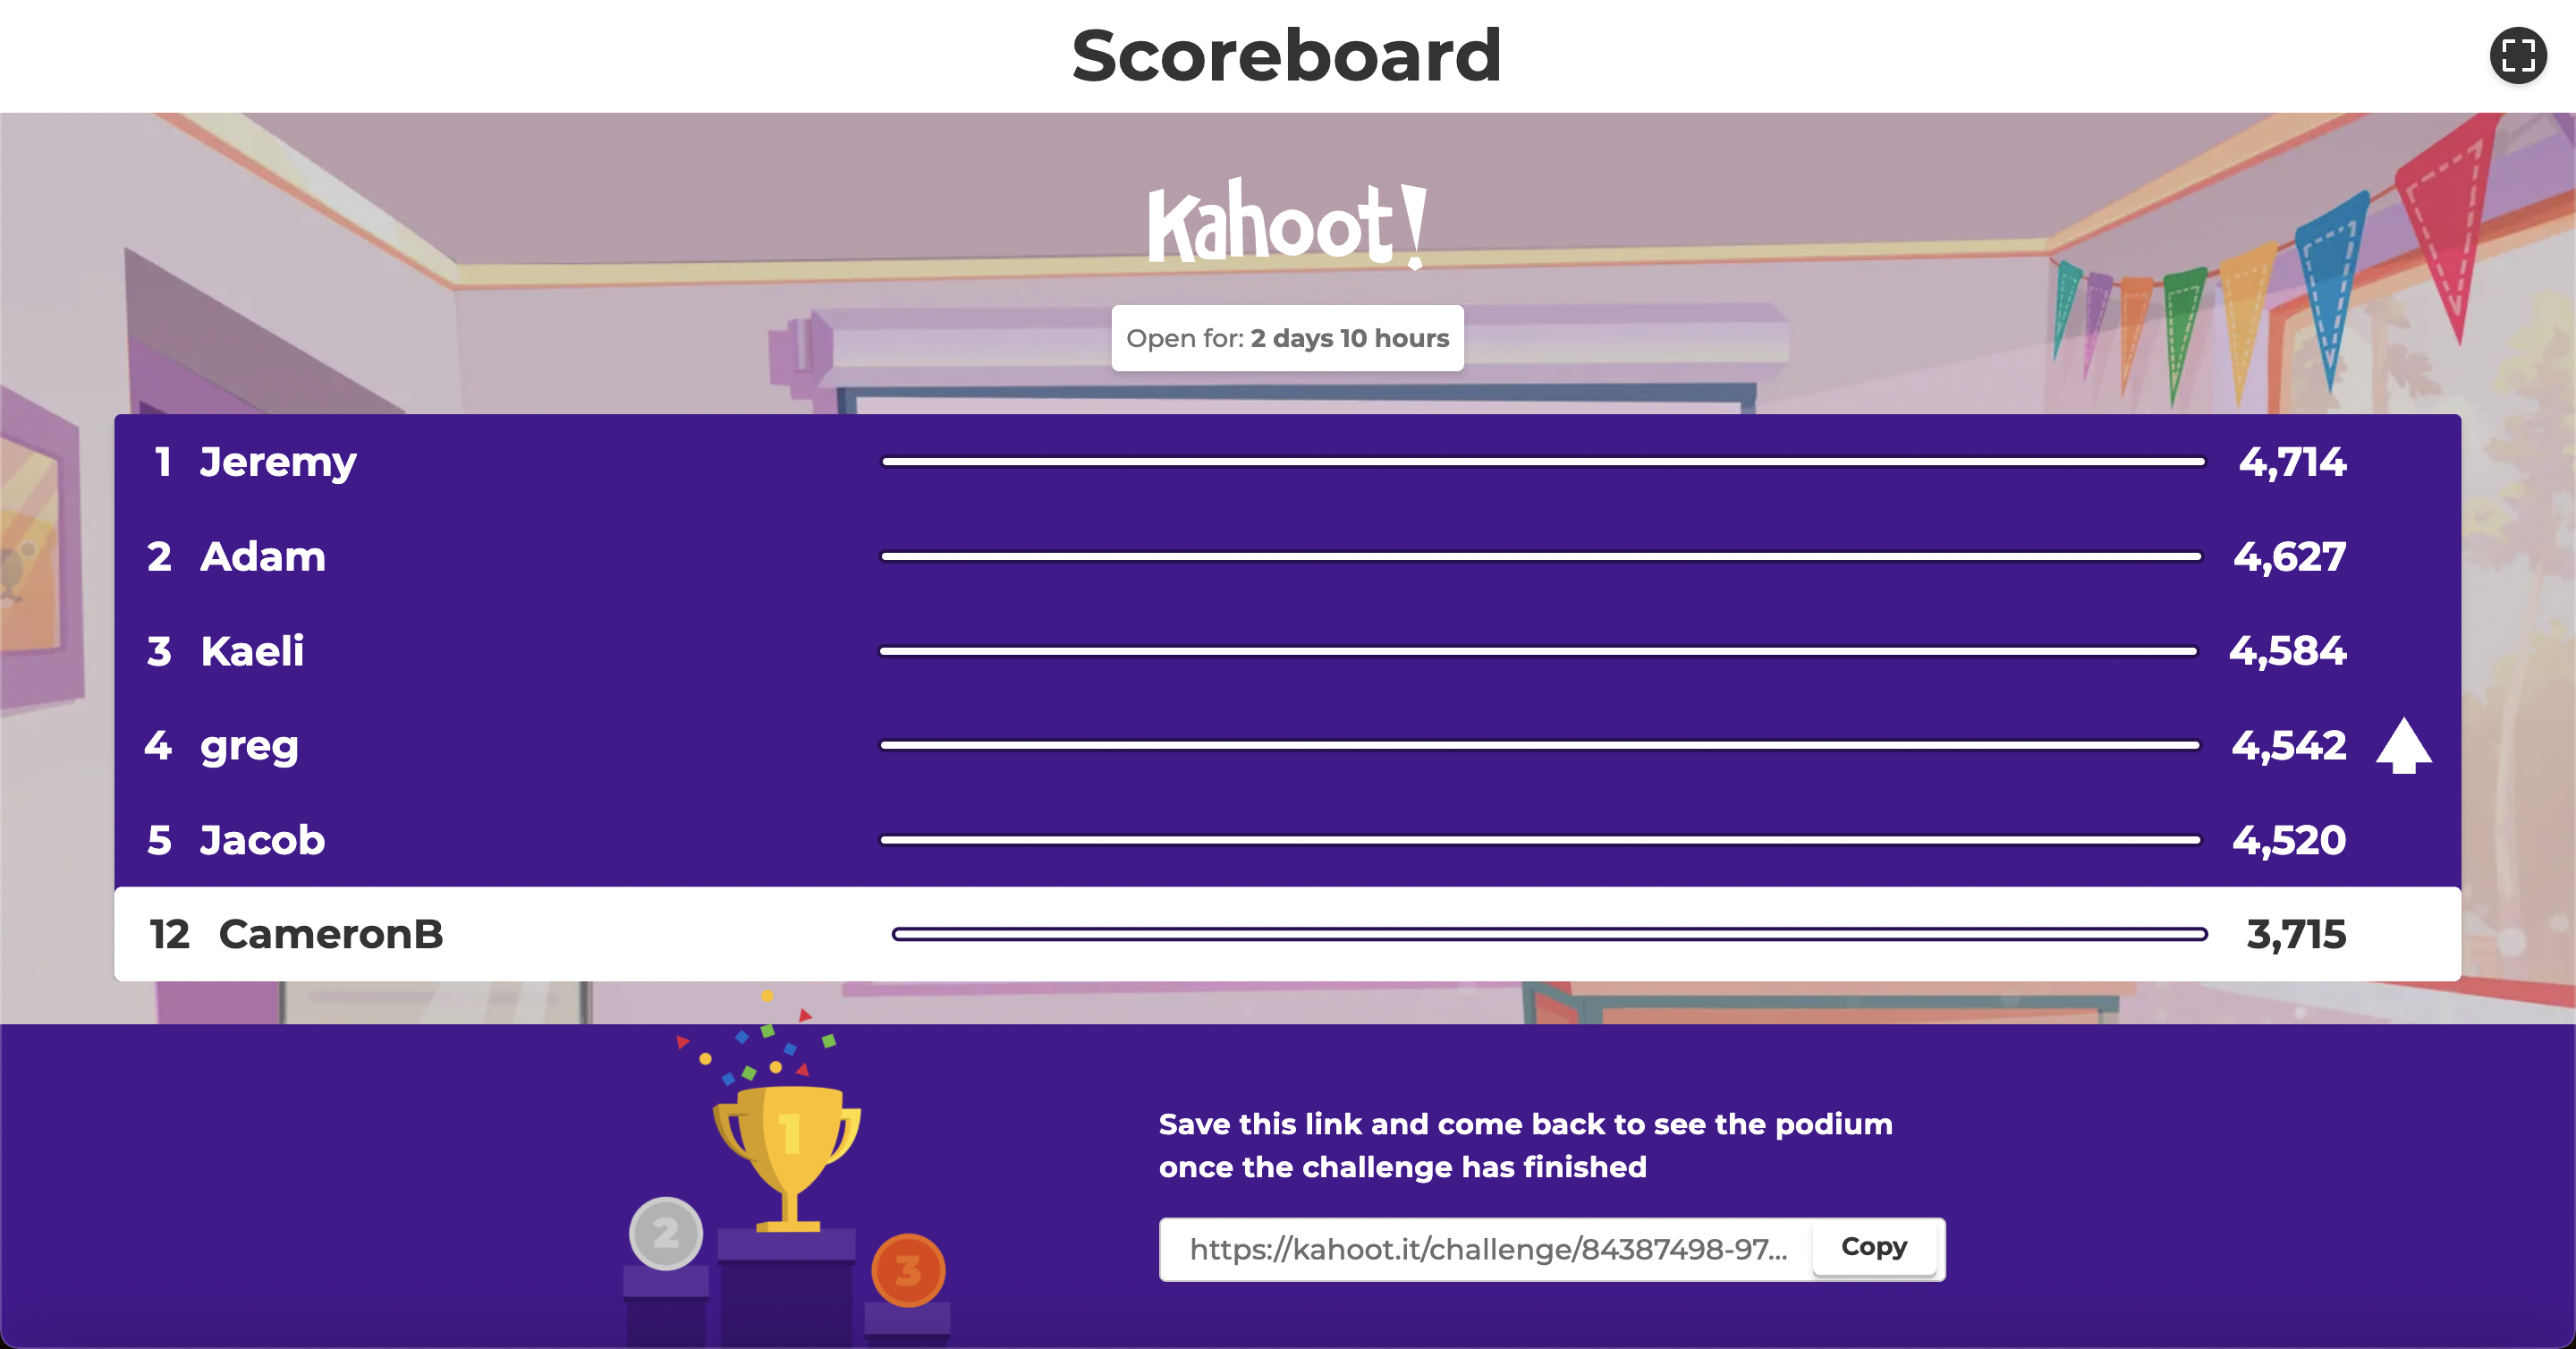 Scoreboard
Kahoot!
Open for: 2 days 10 hours
1 Jeremy 4,714
2 Adam 4,627
3 Kaeli 4,584
4 greg 4,542
5 Jacob 4,520
12 CameronB 3,715
1
2
3
Save this link and come back to see the podium
once the challenge has finished
https://kahoot.it/challenge/84387498-97... Copy